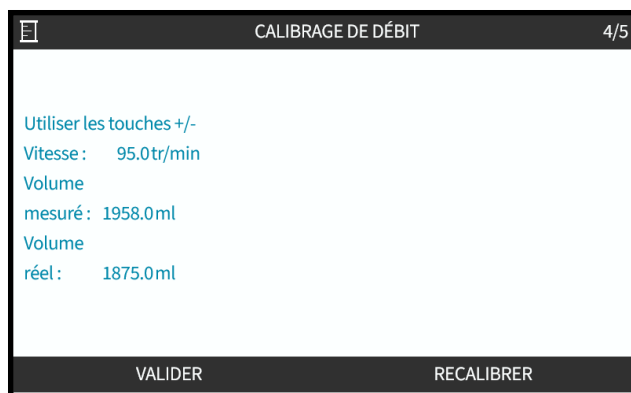 CALIBRAGE DE DÉBIT 4/5
Utiliser les touches +/-
Vitesse : 95.0 tr/min
Volume
mesuré : 1958.0 ml
Volume
réel : 1875.0 ml
VALIDER RECALIBRER